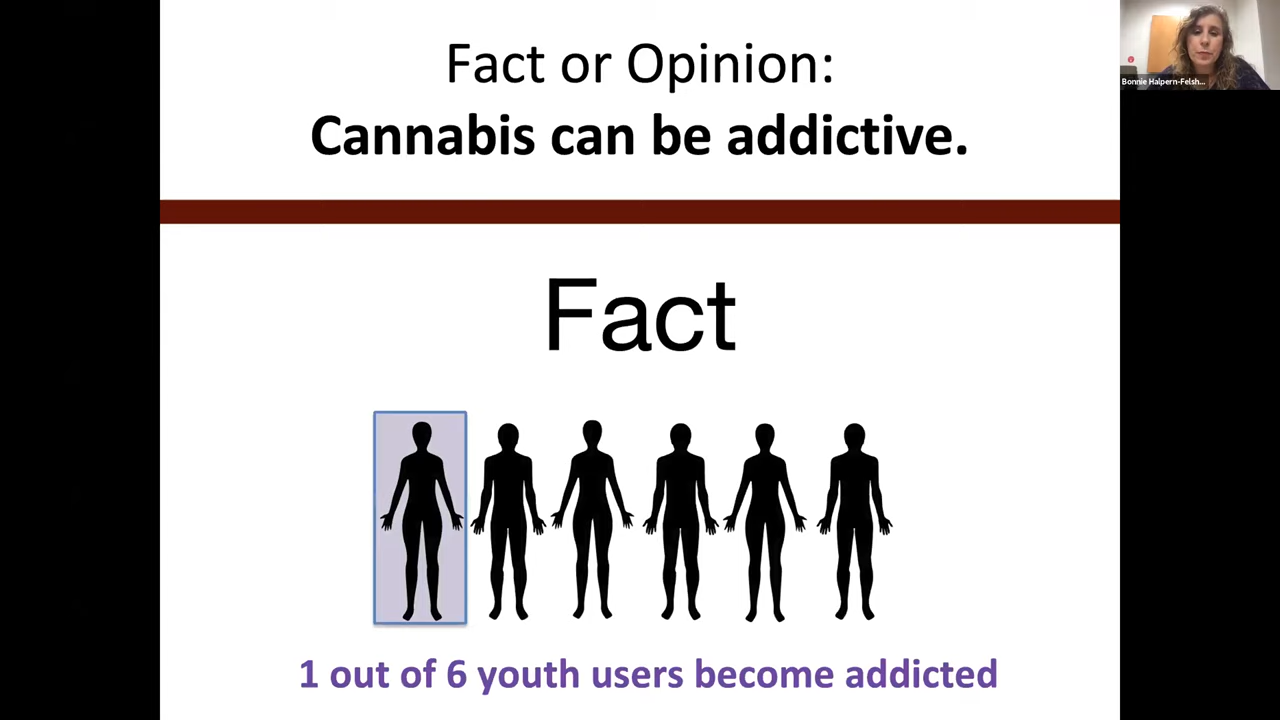 Fact or Opinion:
Cannabis can be addictive.
Fact
1 out of 6 youth users become addicted
Bonnie Halpern-Felsh...